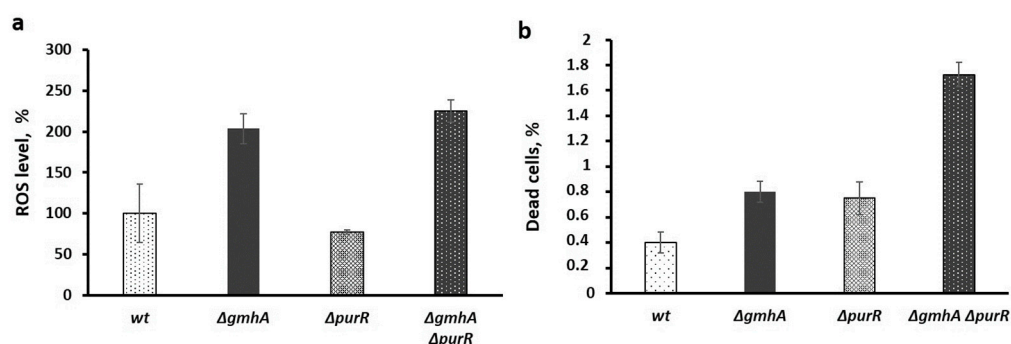 a
ROS level, %
300
250
200
150
100
50
0
wt
ΔgmhA
ΔpurR
ΔgmhA
ΔpurR
b
Dead cells, %
2
1.8
1.6
1.4
1.2
1
0.8
0.6
0.4
0.2
0
wt
ΔgmhA
ΔpurR
ΔgmhA ΔpurR